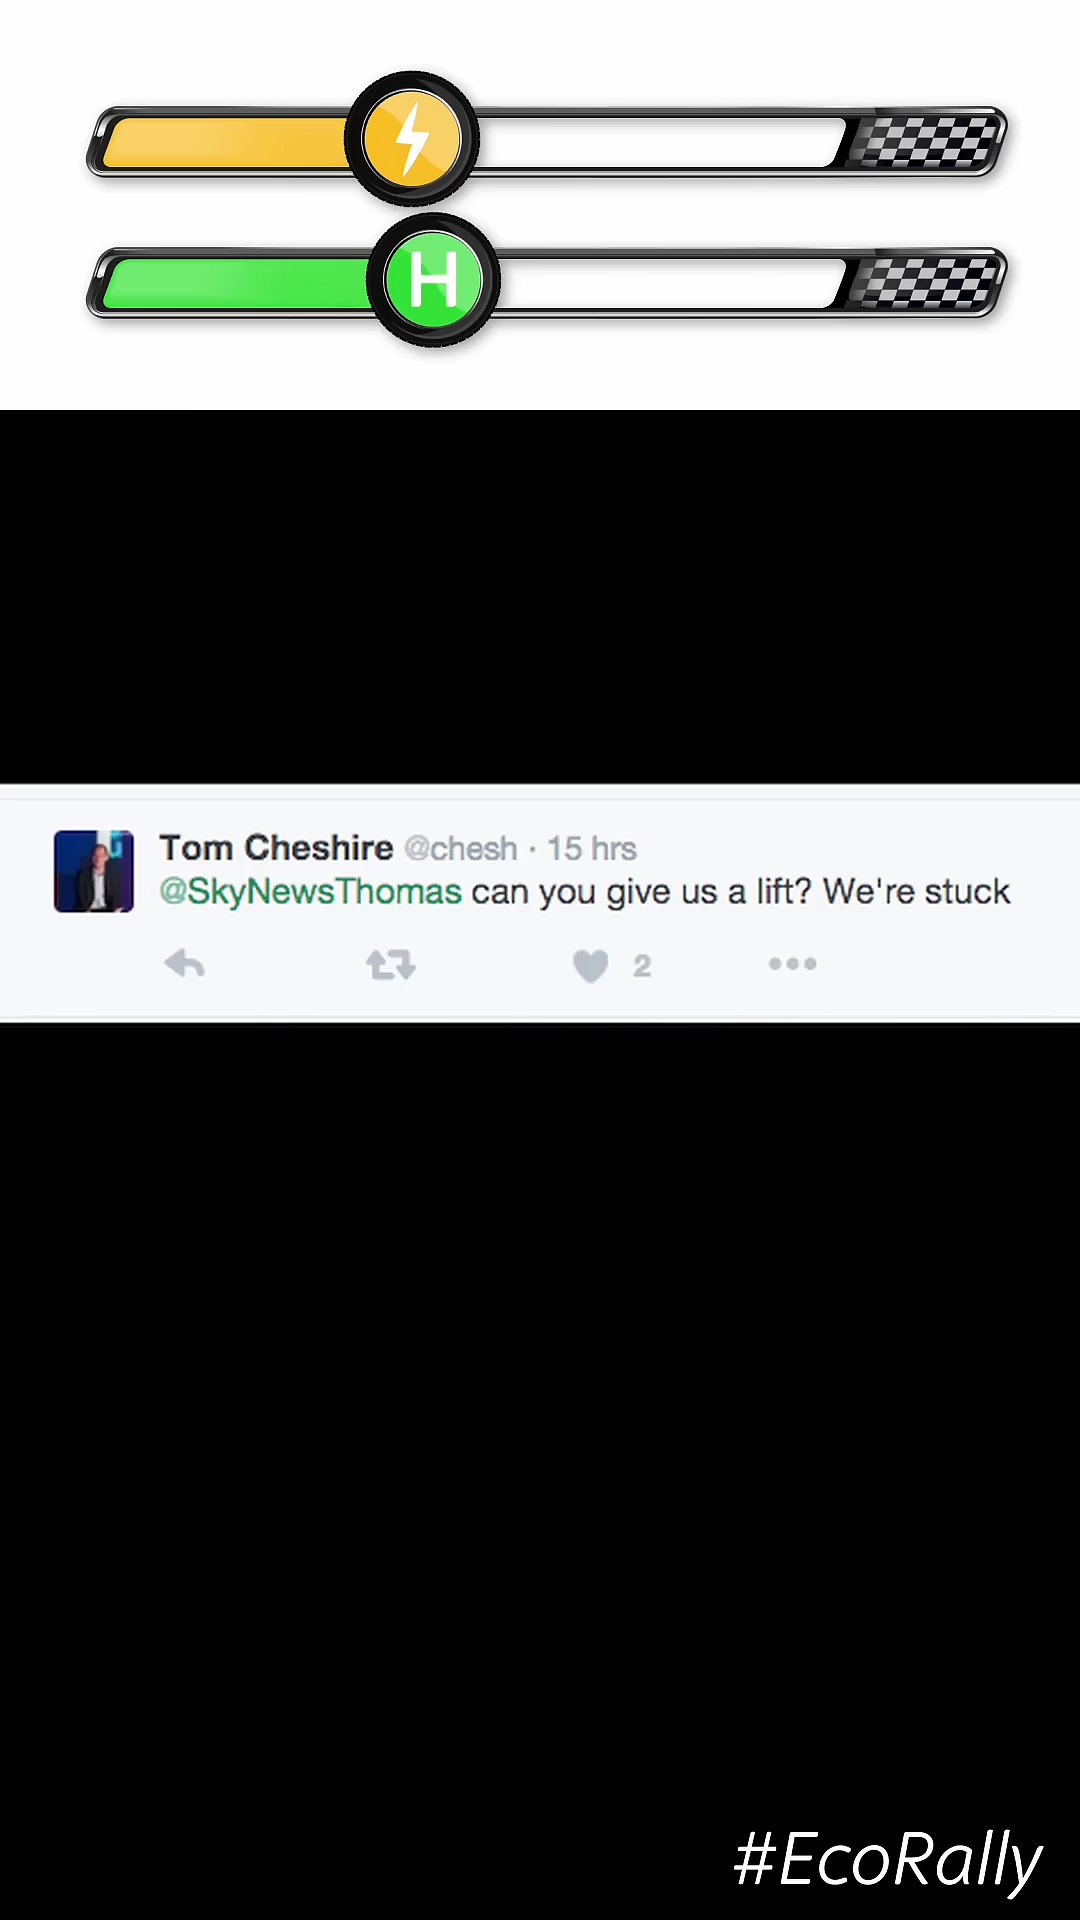 H
Tom Cheshire @chesh · 15 hrs
@SkyNewsThomas can you give us a lift? We're stuck
2
#EcoRally